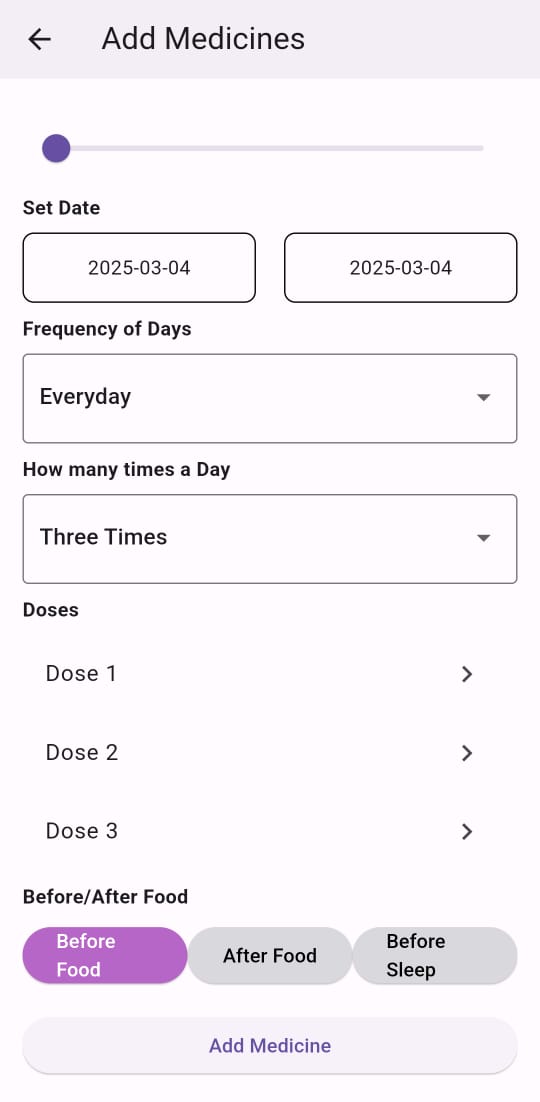 Add Medicines
Set Date
2025-03-04 2025-03-04
Frequency of Days
Everyday
How many times a Day
Three Times
Doses
Dose 1
Dose 2
Dose 3
Before/After Food
Before
Food
After Food
Before
Sleep
Add Medicine